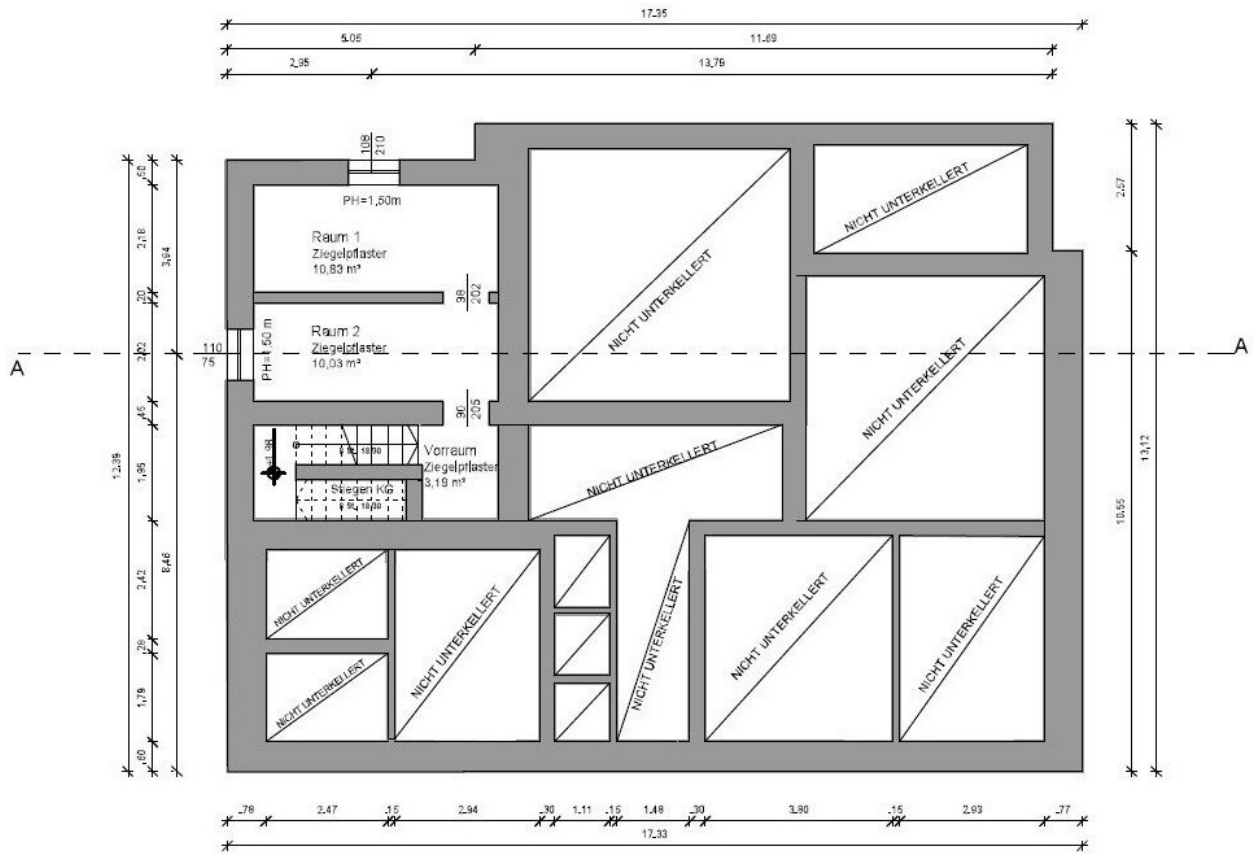 17.35
5.05
11.69
2.95
13.79
108
210
PH=1,50m
Raum 1
Ziegelpflaster
10,83 m²
98
202
Raum 2
Ziegelpflaster
10,03 m²
110
75
PH=1,50 m
90
205
Vorraum
Ziegelpflaster
3,19 m²
Stiegen KG
A
A
NICHT UNTERKELLERT
NICHT UNTERKELLERT
NICHT UNTERKELLERT
NICHT UNTERKELLERT
NICHT UNTERKELLERT
NICHT UNTERKELLERT
NICHT UNTERKELLERT
NICHT UNTERKELLERT
NICHT UNTERKELLERT
NICHT UNTERKELLERT
12.39
.60
2,18
.20
2,22
.45
1,95
2,42
.28
1,79
.60
3,94
8,46
2.57
10.55
13,12
.78
2.47
.15
2.94
.30
1.11
.15
1.48
.30
3.80
.15
2.93
.77
17.33